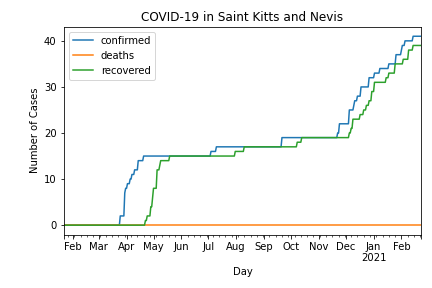 COVID-19 in Saint Kitts and Nevis
confirmed
deaths
recovered
Number of Cases
40
30
20
10
0
Feb Mar Apr May Jun Jul Aug Sep Oct Nov Dec Jan Feb
2021
Day